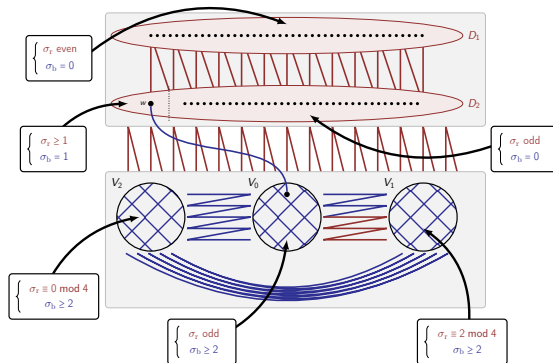 σr even
σb = 0
D1
D2
w
σr ≥ 1
σb = 1
σr odd
σb = 0
V2
V0
V1
σr ≡ 0 mod 4
σb ≥ 2
σr odd
σb ≥ 2
σr ≡ 2 mod 4
σb ≥ 2